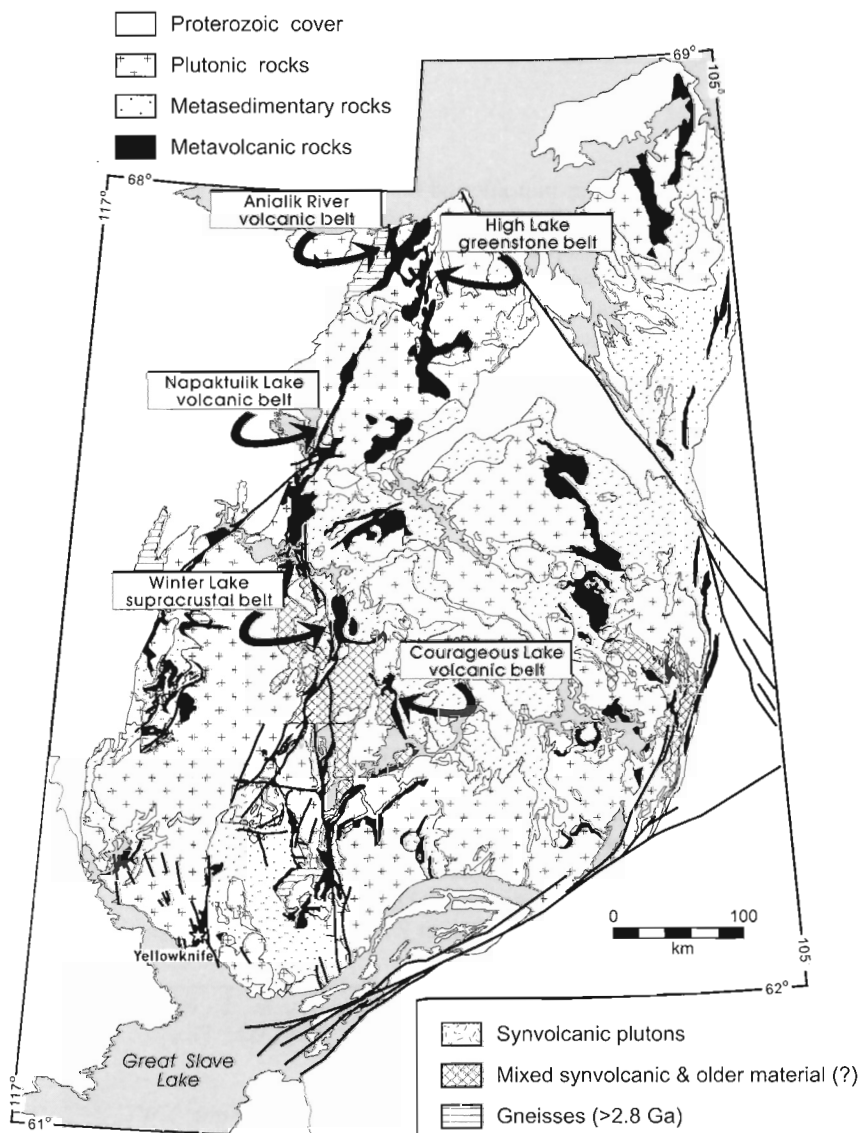 Proterozoic cover
Plutonic rocks
Metasedimentary rocks
Metavolcanic rocks
69°
105°
68°
117°
Anialik River
volcanic belt
High Lake
greenstone belt
Napaktulik Lake
volcanic belt
Winter Lake
supracrustal belt
Courageous Lake
volcanic belt
0 100
km
Yellowknife
105
62°
Great Slave
Lake
117°
61°
Synvolcanic plutons
Mixed synvolcanic & older material (?)
Gneisses (>2.8 Ga)